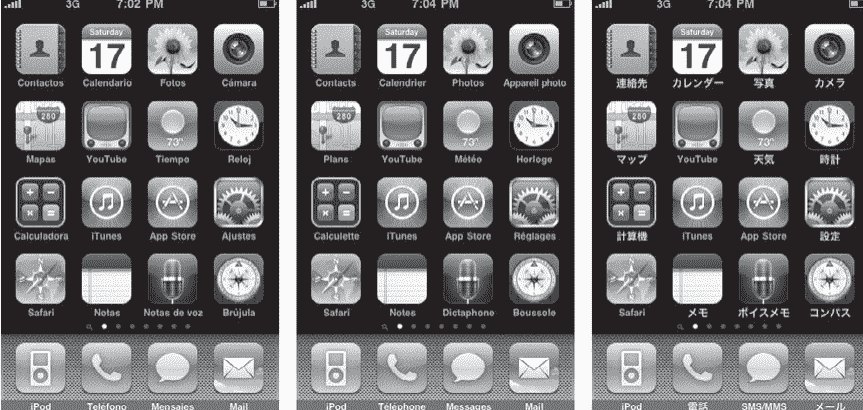 3G 7:02 PM
Saturday
17
Contactos Calendario Fotos Cámara
280
73°
Mapas YouTube Tiempo Reloj
Calculadora iTunes App Store Ajustes
Safari Notas Notas de voz Brújula
iPod Teléfono Mensajes Mail
3G 7:04 PM
Saturday
17
Contacts Calendrier Photos Appareil photo
280
73°
Plans YouTube Météo Horloge
Calculette iTunes App Store Réglages
Safari Notes Dictaphone Boussole
iPod Téléphone Messages Mail
3G 7:04 PM
Saturday
17
連絡先 カレンダー 写真 カメラ
280
73°
マップ YouTube 天気 時計
計算機 iTunes App Store 設定
Safari メモ ボイスメモ コンパス
iPod 電話 SMS/MMS メール